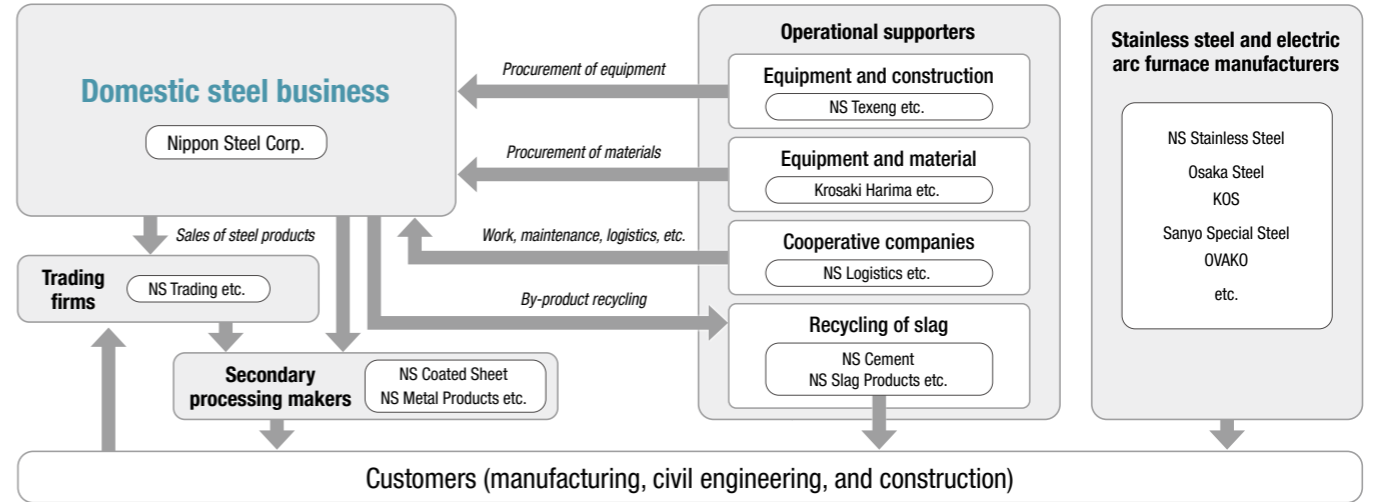 Domestic steel business
Nippon Steel Corp.
Sales of steel products
Trading
firms
NS Trading etc.
Secondary
processing makers
NS Coated Sheet
NS Metal Products etc.
Procurement of equipment
Procurement of materials
Work, maintenance, logistics, etc.
By-product recycling
Operational supporters
Equipment and construction
NS Texeng etc.
Equipment and material
Krosaki Harima etc.
Cooperative companies
NS Logistics etc.
Recycling of slag
NS Cement
NS Slag Products etc.
Stainless steel and electric
arc furnace manufacturers
NS Stainless Steel
Osaka Steel
KOS
Sanyo Special Steel
OVAKO
etc.
Customers (manufacturing, civil engineering, and construction)